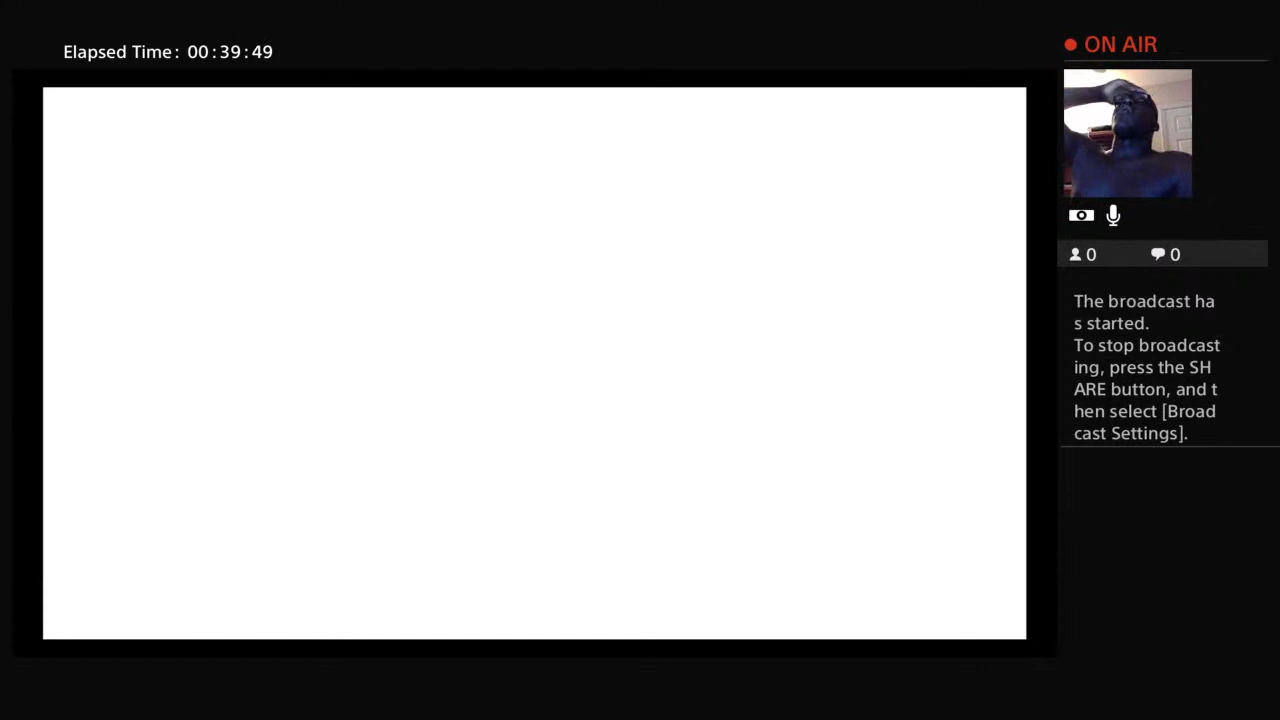 Elapsed Time: 00:39:49
ON AIR
0 0
The broadcast ha
s started.
To stop broadcast
ing, press the SH
ARE button, and t
hen select [Broad
cast Settings].